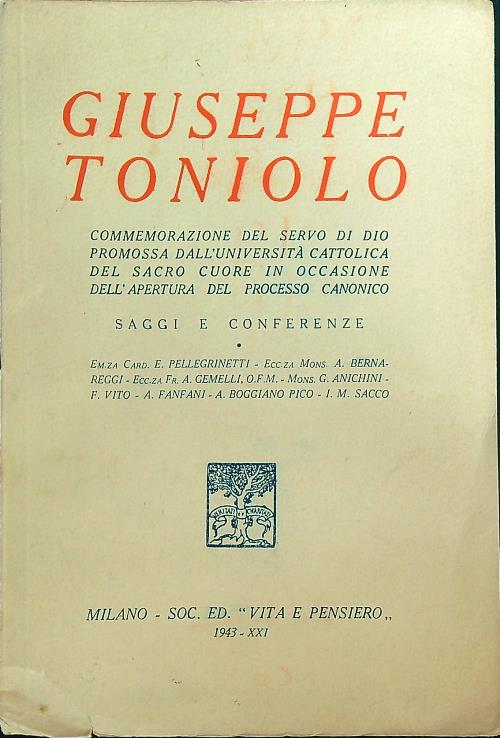 GIUSEPPE
TONIOLO
COMMEMORAZIONE DEL SERVO DI DIO
PROMOSSA DALL'UNIVERSITÀ CATTOLICA
DEL SACRO CUORE IN OCCASIONE
DELL'APERTURA DEL PROCESSO CANONICO
SAGGI E CONFERENZE
•
EM.ZA CARD. E. PELLEGRINETTI - ECC.ZA MONS. A. BERNA-
REGGI - ECC.ZA FR. A. GEMELLI, O.F.M. - MONS. G. ANICHINI -
F. VITO - A. FANFANI - A. BOGGIANO PICO - I. M. SACCO
MILANO - SOC. ED. “VITA E PENSIERO„
1943 - XXI